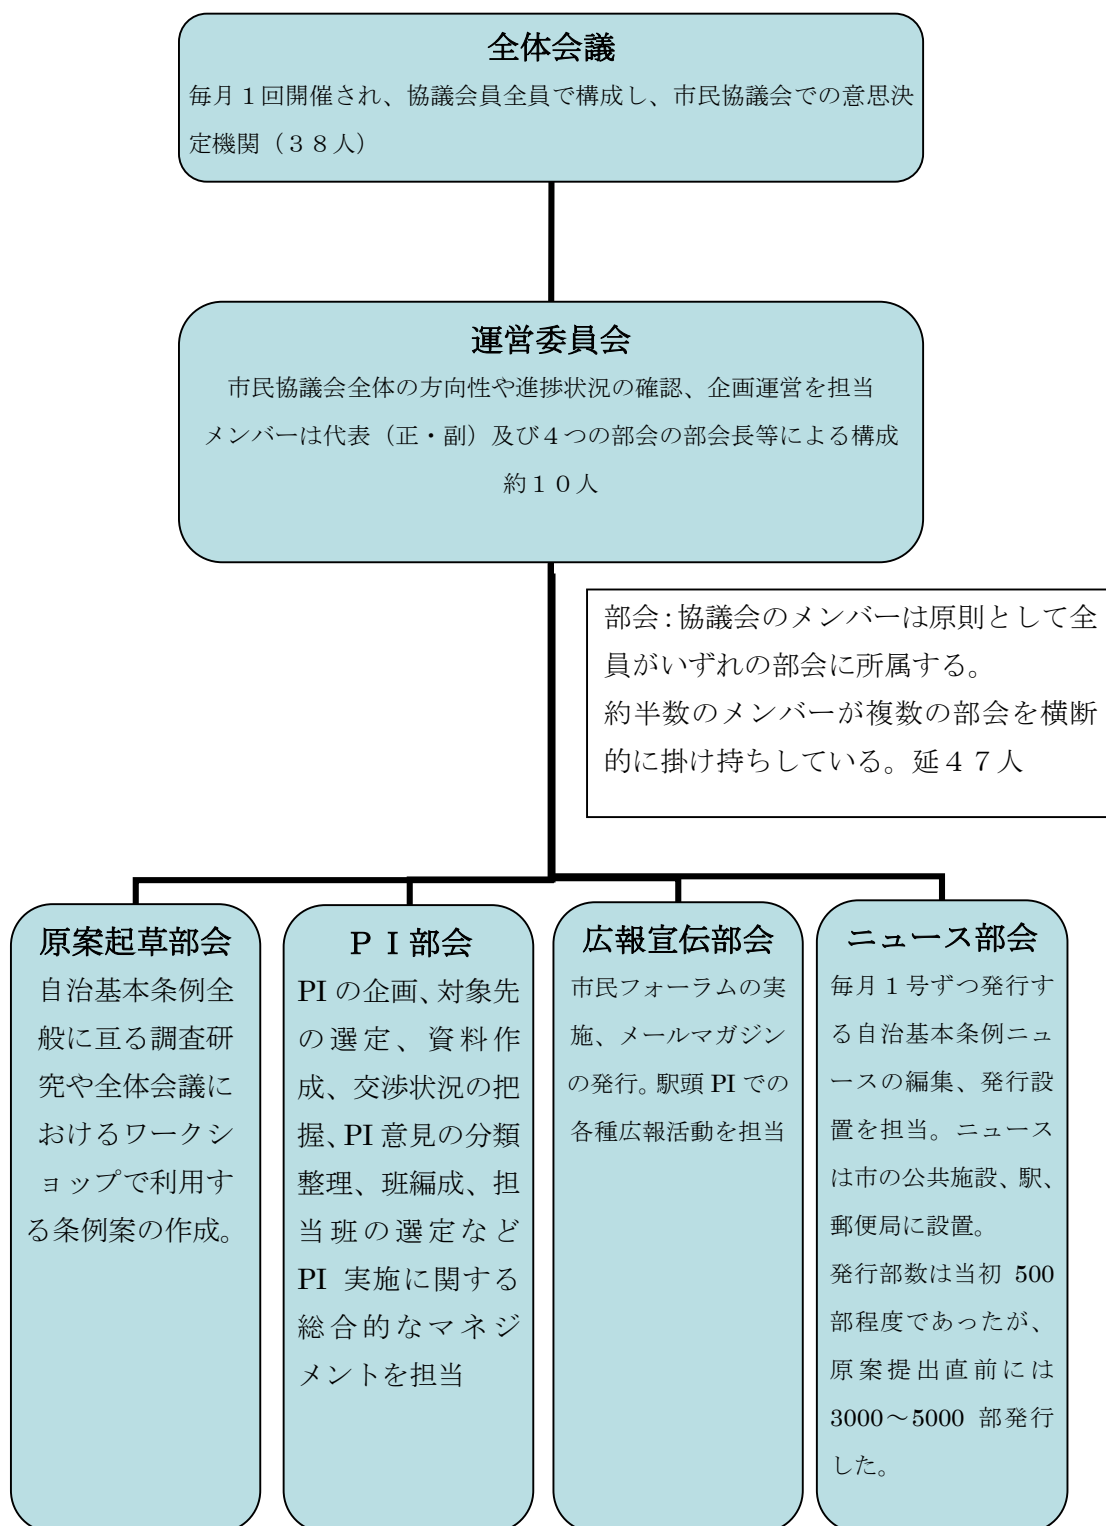 全体会議
毎月１回開催され、協議会員全員で構成し、市民協議会での意思決
定機関（３８人）
運営委員会
市民協議会全体の方向性や進捗状況の確認、企画運営を担当
メンバーは代表（正・副）及び４つの部会の部会長等による構成
約１０人
部会：協議会のメンバーは原則として全
員がいずれの部会に所属する。
約半数のメンバーが複数の部会を横断
的に掛け持ちしている。延４７人
原案起草部会
自治基本条例全
般に亘る調査研
究や全体会議に
おけるワークシ
ョップで利用す
る条例案の作成。
ＰＩ部会
PI の企画、対象先
の選定、資料作
成、交渉状況の把
握、PI 意見の分類
整理、班編成、担
当班の選定など
PI 実施に関する
総合的なマネジ
メントを担当
広報宣伝部会
市民フォーラムの実
施、メールマガジン
の発行。駅頭 PI での
各種広報活動を担当
ニュース部会
毎月１号ずつ発行す
る自治基本条例ニュ
ースの編集、発行設
置を担当。ニュース
は市の公共施設、駅、
郵便局に設置。
発行部数は当初 500
部程度であったが、
原案提出直前には
3000～5000 部発行
した。